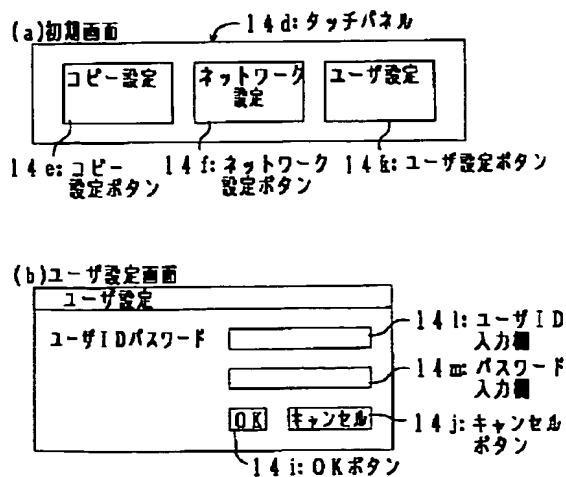 (a)初期画面
14d:タッチパネル
コピー設定
ネットワーク
設定
ユーザ設定
14e:コピー
設定ボタン
14f:ネットワーク
設定ボタン
14g:ユーザ設定ボタン
(b)ユーザ設定画面
ユーザ設定
ユーザIDパスワード
14l:ユーザID
入力欄
14m:パスワード
入力欄
OK
キャンセル
14j:キャンセル
ボタン
14i:OKボタン